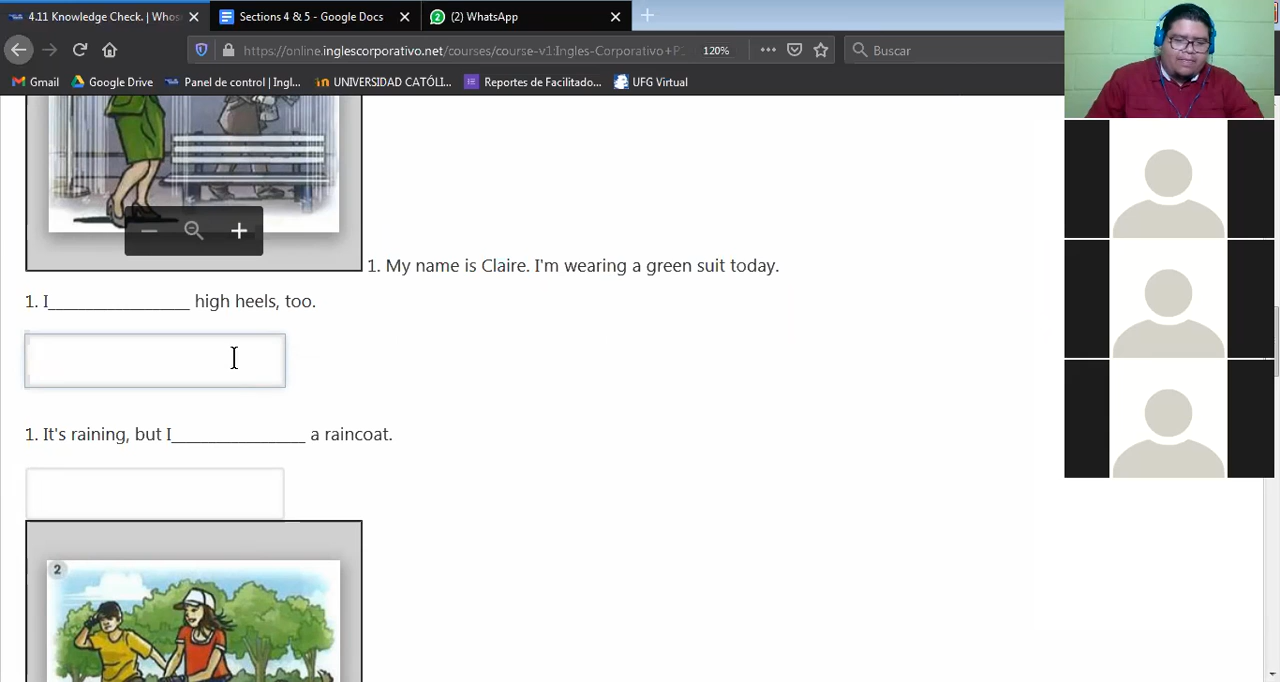 4.11 Knowledge Check. | Whos
Sections 4 & 5 - Google Docs
(2) WhatsApp
https://online.inglescorporativo.net/courses/course-v1:Ingles-Corporativo+P
120%
Buscar
Gmail
Google Drive
Panel de control | Ingl...
UNIVERSIDAD CATÓLI...
Reportes de Facilitado...
UFG Virtual
1. My name is Claire. I'm wearing a green suit today.
1. I________________ high heels, too.
1. It's raining, but I_______________ a raincoat.
2